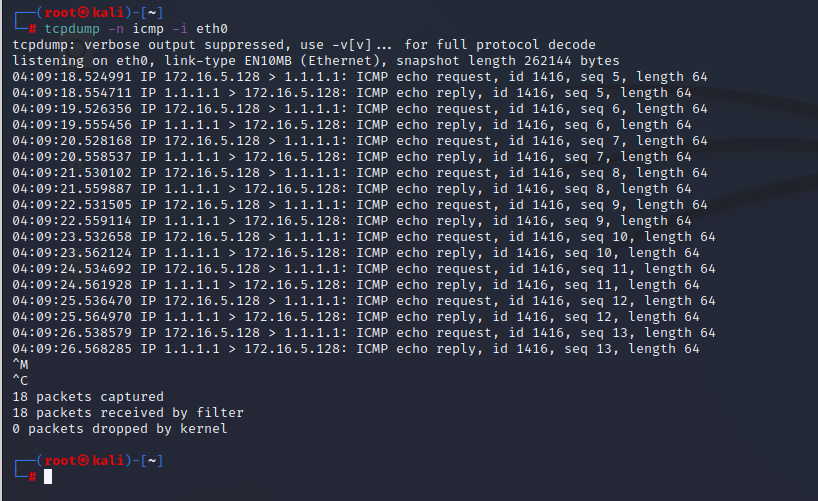 ┌──(root㉿kali)-[~]
└─# tcpdump -n icmp -i eth0
tcpdump: verbose output suppressed, use -v[v]... for full protocol decode
listening on eth0, link-type EN10MB (Ethernet), snapshot length 262144 bytes
04:09:18.524991 IP 172.16.5.128 > 1.1.1.1: ICMP echo request, id 1416, seq 5, length 64
04:09:18.554711 IP 1.1.1.1 > 172.16.5.128: ICMP echo reply, id 1416, seq 5, length 64
04:09:19.526356 IP 172.16.5.128 > 1.1.1.1: ICMP echo request, id 1416, seq 6, length 64
04:09:19.555456 IP 1.1.1.1 > 172.16.5.128: ICMP echo reply, id 1416, seq 6, length 64
04:09:20.528168 IP 172.16.5.128 > 1.1.1.1: ICMP echo request, id 1416, seq 7, length 64
04:09:20.558537 IP 1.1.1.1 > 172.16.5.128: ICMP echo reply, id 1416, seq 7, length 64
04:09:21.530102 IP 172.16.5.128 > 1.1.1.1: ICMP echo request, id 1416, seq 8, length 64
04:09:21.559887 IP 1.1.1.1 > 172.16.5.128: ICMP echo reply, id 1416, seq 8, length 64
04:09:22.531505 IP 172.16.5.128 > 1.1.1.1: ICMP echo request, id 1416, seq 9, length 64
04:09:22.559114 IP 1.1.1.1 > 172.16.5.128: ICMP echo reply, id 1416, seq 9, length 64
04:09:23.532658 IP 172.16.5.128 > 1.1.1.1: ICMP echo request, id 1416, seq 10, length 64
04:09:23.562124 IP 1.1.1.1 > 172.16.5.128: ICMP echo reply, id 1416, seq 10, length 64
04:09:24.534692 IP 172.16.5.128 > 1.1.1.1: ICMP echo request, id 1416, seq 11, length 64
04:09:24.561928 IP 1.1.1.1 > 172.16.5.128: ICMP echo reply, id 1416, seq 11, length 64
04:09:25.536470 IP 172.16.5.128 > 1.1.1.1: ICMP echo request, id 1416, seq 12, length 64
04:09:25.564970 IP 1.1.1.1 > 172.16.5.128: ICMP echo reply, id 1416, seq 12, length 64
04:09:26.538579 IP 172.16.5.128 > 1.1.1.1: ICMP echo request, id 1416, seq 13, length 64
04:09:26.568285 IP 1.1.1.1 > 172.16.5.128: ICMP echo reply, id 1416, seq 13, length 64
^M
^C
18 packets captured
18 packets received by filter
0 packets dropped by kernel
┌──(root㉿kali)-[~]
└─#